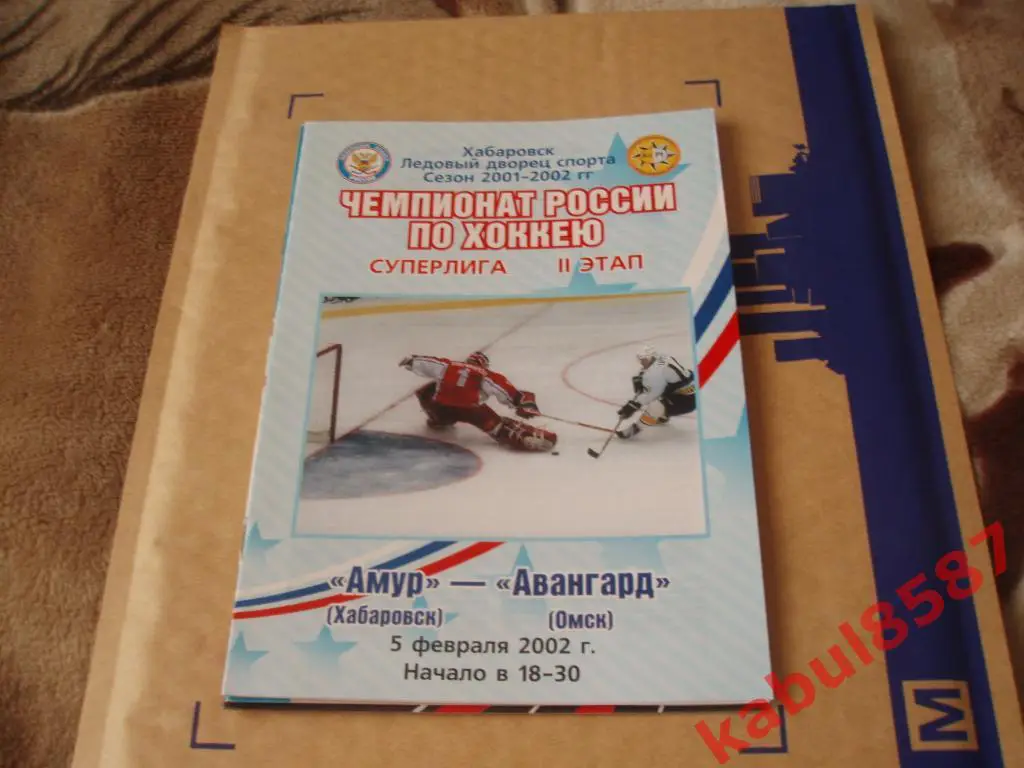 Хабаровск
Ледовый дворец спорта
Сезон 2001-2002 гг
ЧЕМПИОНАТ РОССИИ
ПО ХОККЕЮ
СУПЕРЛИГА II ЭТАП
1
«Амур» — «Авангард»
(Хабаровск) (Омск)
5 февраля 2002 г.
Начало в 18-30
kabul8587
M